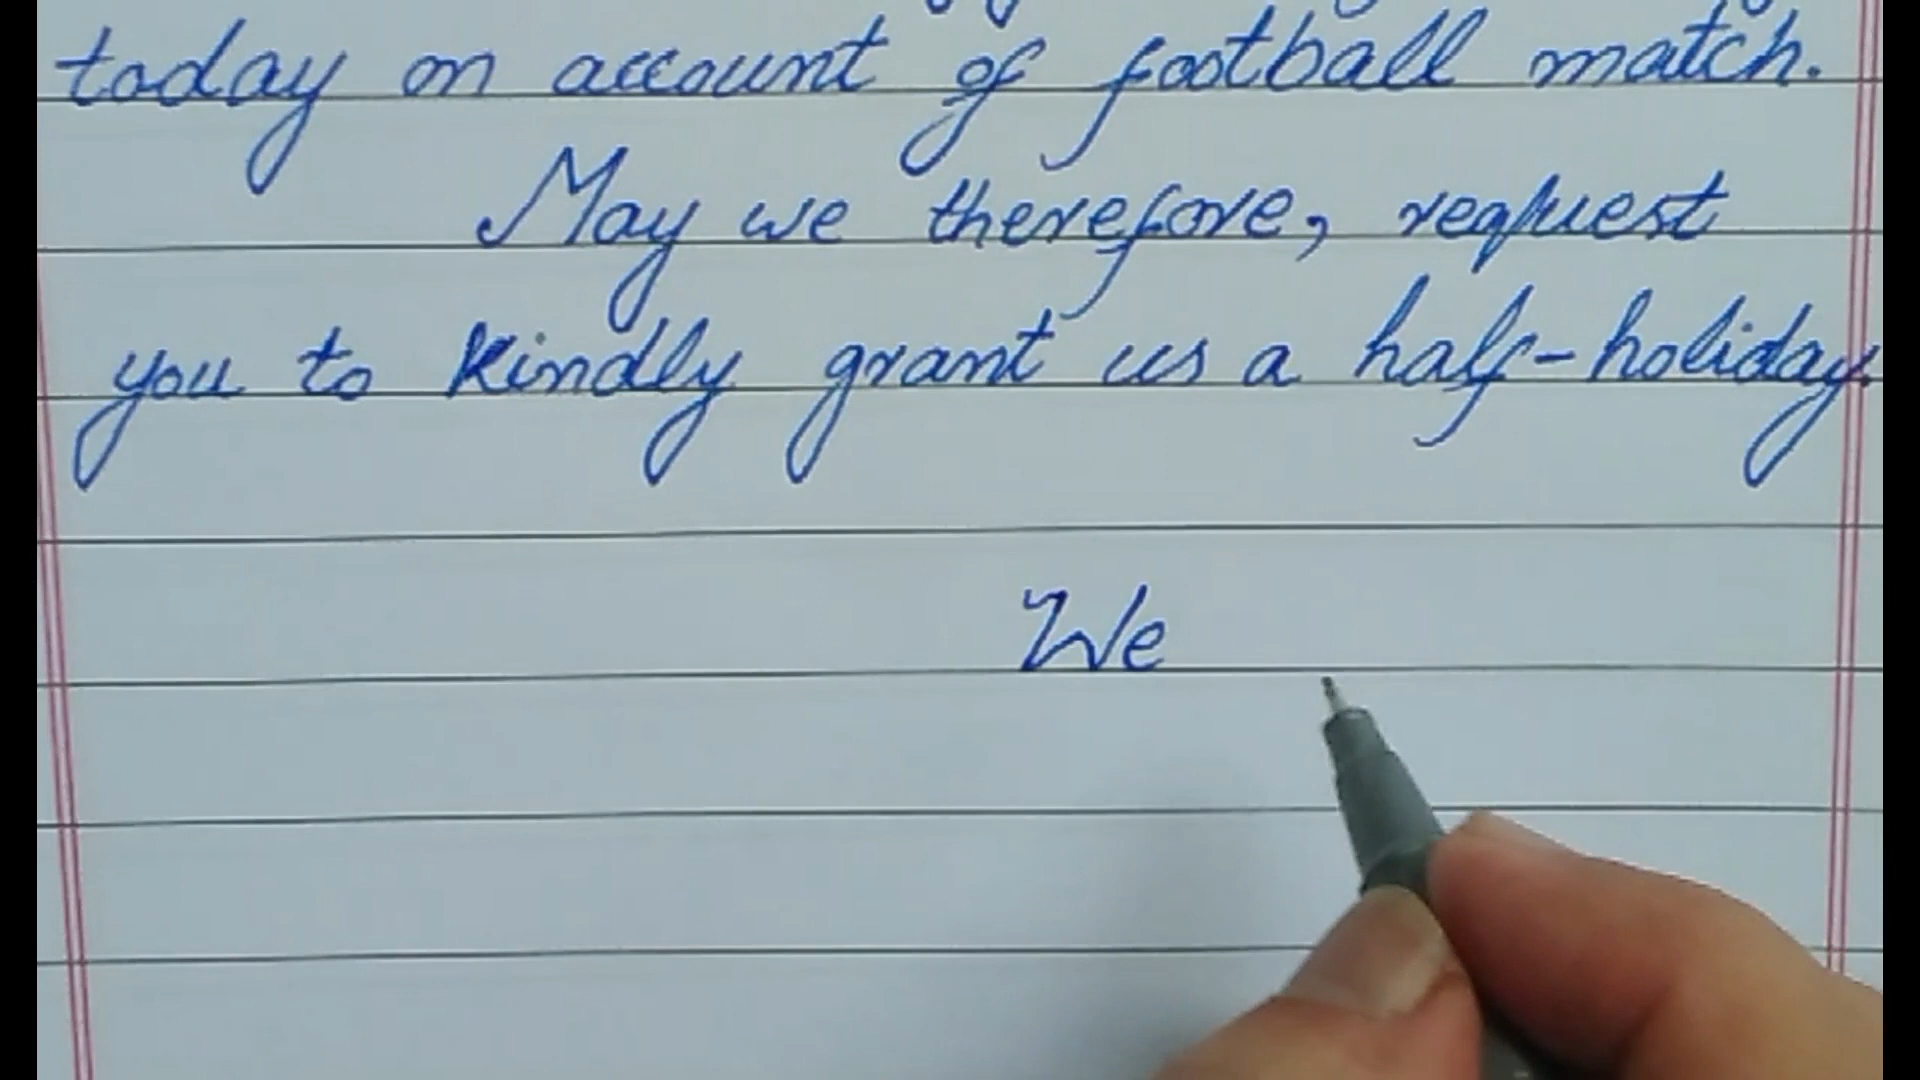 today on account of football match.
May we therefore, request
you to kindly grant us a half-holiday.
We